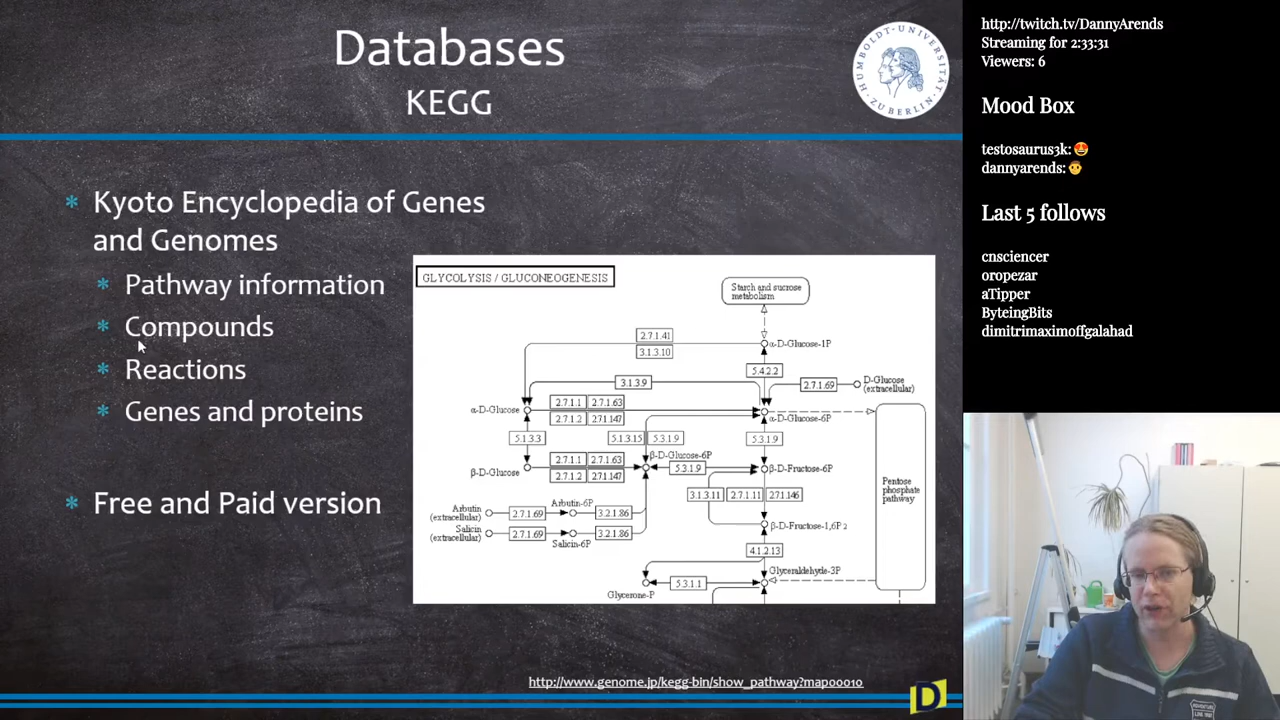 Databases
KEGG
HUMBOLDT-UNIVERSITÄT
ZU BERLIN
Kyoto Encyclopedia of Genes
and Genomes
Pathway information
Compounds
Reactions
Genes and proteins
Free and Paid version
GLYCOLYSIS / GLUCONEOGENESIS
Starch and sucrose
metabolism
2.7.1.41
3.1.3.10
α-D-Glucose-1P
5.4.2.2
3.1.3.9
2.7.1.69
D-Glucose
(extracellular)
α-D-Glucose
2.7.1.1
2.7.1.63
2.7.1.2
2.7.1.147
α-D-Glucose-6P
5.1.3.3
5.1.3.15
5.3.1.9
5.3.1.9
β-D-Glucose-6P
β-D-Glucose
2.7.1.1
2.7.1.63
2.7.1.2
2.7.1.147
5.3.1.9
β-D-Fructose-6P
3.1.3.11
2.7.1.11
2.7.1.146
Pentose
phosphate
pathway
Arbutin
(extracellular)
2.7.1.69
Arbutin-6P
3.2.1.86
Salicin
(extracellular)
2.7.1.69
Salicin-6P
3.2.1.86
β-D-Fructose-1,6P2
4.1.2.13
Glyceraldehyde-3P
5.3.1.1
Glycerone-P
http://www.genome.jp/kegg-bin/show_pathway?map00010
D
http://twitch.tv/DannyArends
Streaming for 2:33:31
Viewers: 6
Mood Box
testosaurus3k: 😍
dannyarends: 👨
Last 5 follows
cnsciencer
oropezar
aTipper
ByteingBits
dimitrimaximoffgalahad